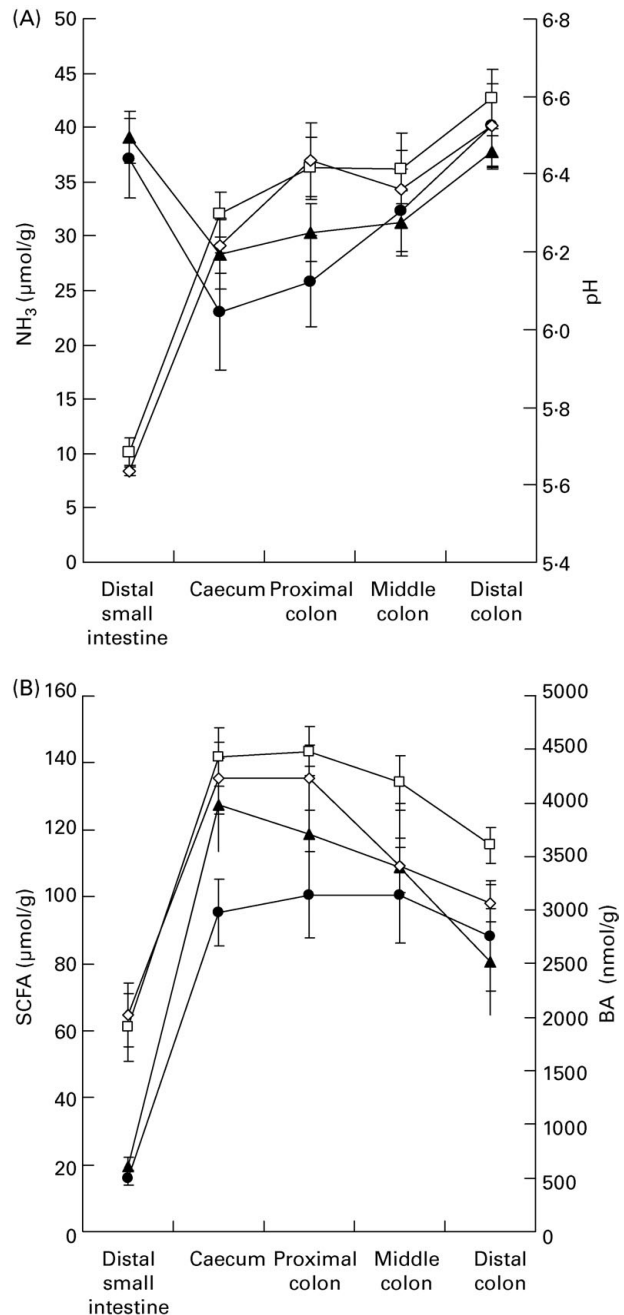 (A)
50
45
40
35
30
25
20
15
10
5
0
NH3 (μmol/g)
6·8
6·6
6·4
6·2
6·0
5·8
5·6
5·4
pH
Distal small intestine
Caecum
Proximal colon
Middle colon
Distal colon
(B)
160
140
120
100
80
60
40
20
0
SCFA (μmol/g)
5000
4500
4000
3500
3000
2500
2000
1500
1000
500
0
BA (nmol/g)
Distal small intestine
Caecum
Proximal colon
Middle colon
Distal colon